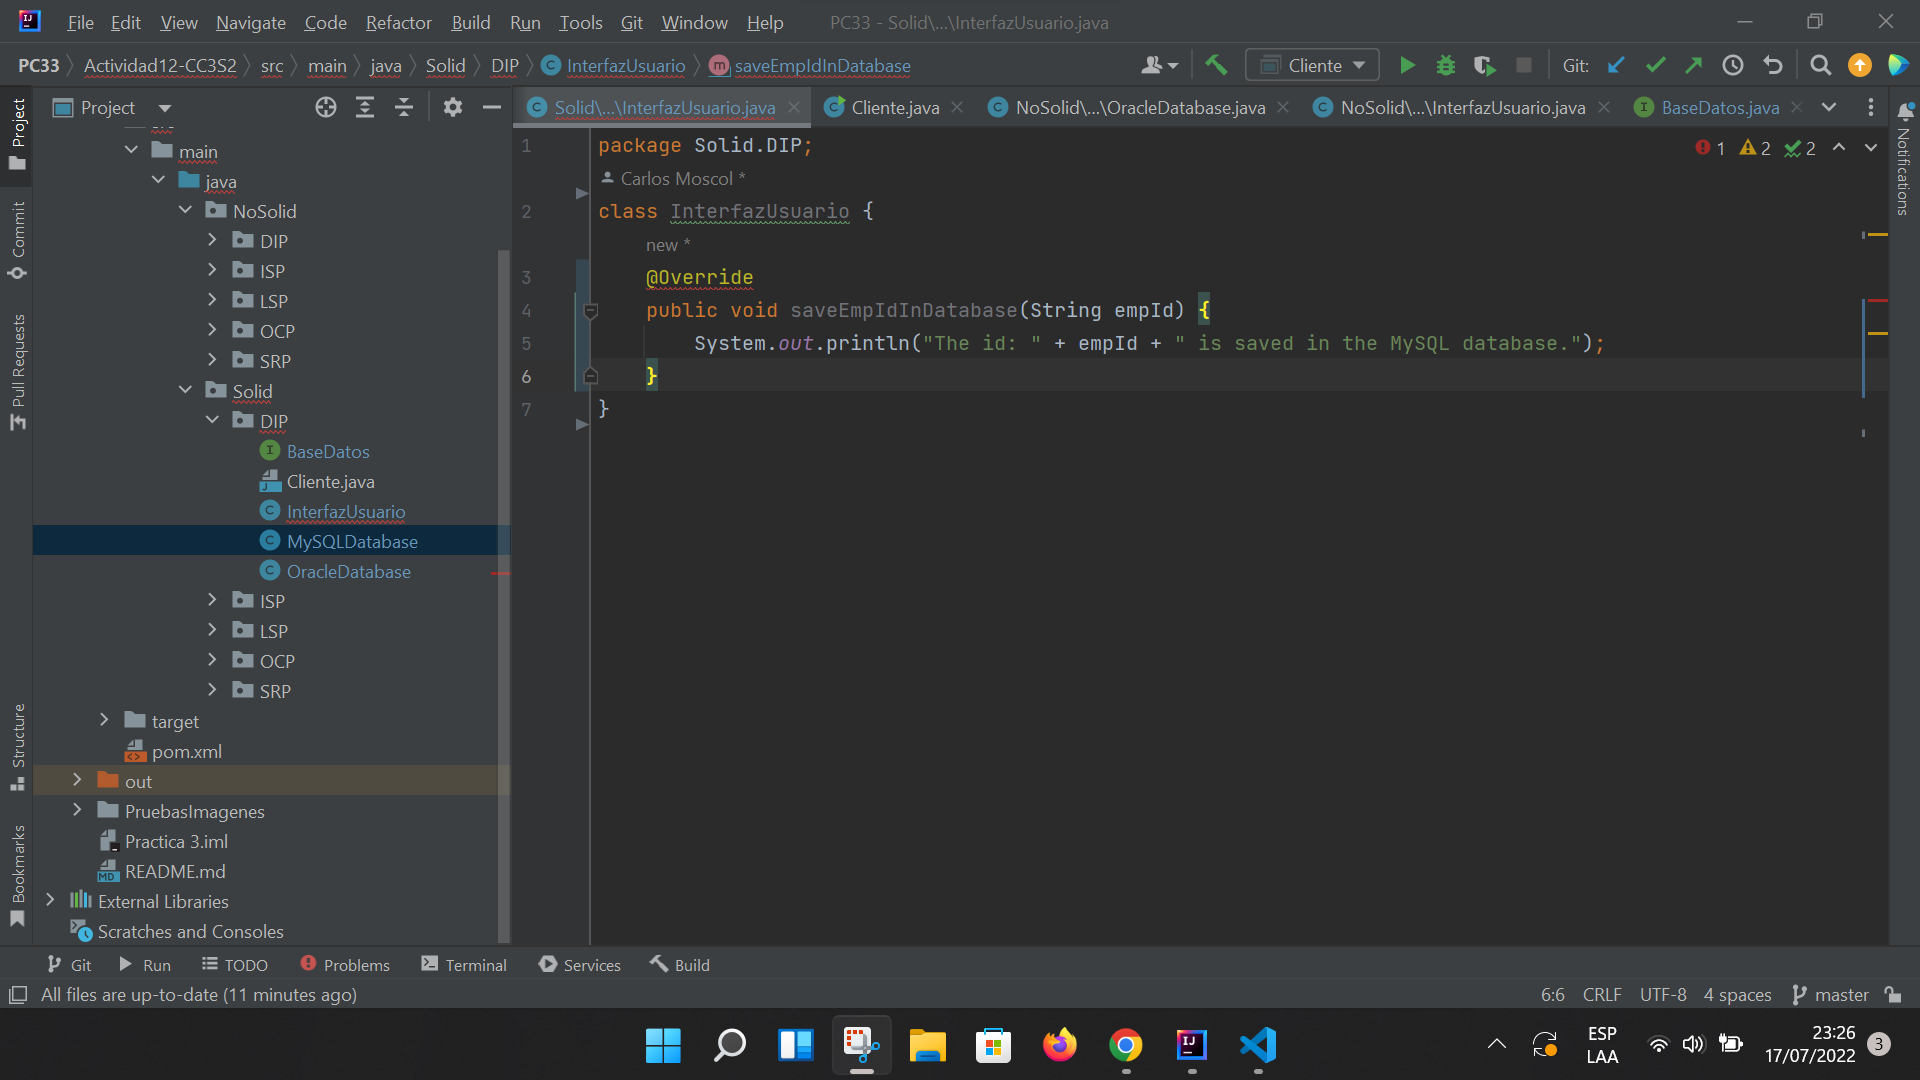 File Edit View Navigate Code Refactor Build Run Tools Git Window Help PC33 - Solid\...\InterfazUsuario.java
PC33 Actividad12-CC3S2 src main java Solid DIP InterfazUsuario saveEmpIdInDatabase Cliente Git:
Project
Solid\...\InterfazUsuario.java Cliente.java NoSolid\...\OracleDatabase.java NoSolid\...\InterfazUsuario.java BaseDatos.java
Project
Commit
Pull Requests
Structure
Bookmarks
main
java
NoSolid
DIP
ISP
LSP
OCP
SRP
Solid
DIP
BaseDatos
Cliente.java
InterfazUsuario
MySQLDatabase
OracleDatabase
ISP
LSP
OCP
SRP
target
pom.xml
out
PruebasImagenes
Practica 3.iml
README.md
External Libraries
Scratches and Consoles
1 package Solid.DIP;
Carlos Moscol *
2 class InterfazUsuario {
new *
3 @Override
4 public void saveEmpIdInDatabase(String empId) {
5 System.out.println("The id: " + empId + " is saved in the MySQL database.");
6 }
7 }
1 2 2
Notifications
Git Run TODO Problems Terminal Services Build
All files are up-to-date (11 minutes ago) 6:6 CRLF UTF-8 4 spaces master
ESP
LAA
23:26
17/07/2022
3